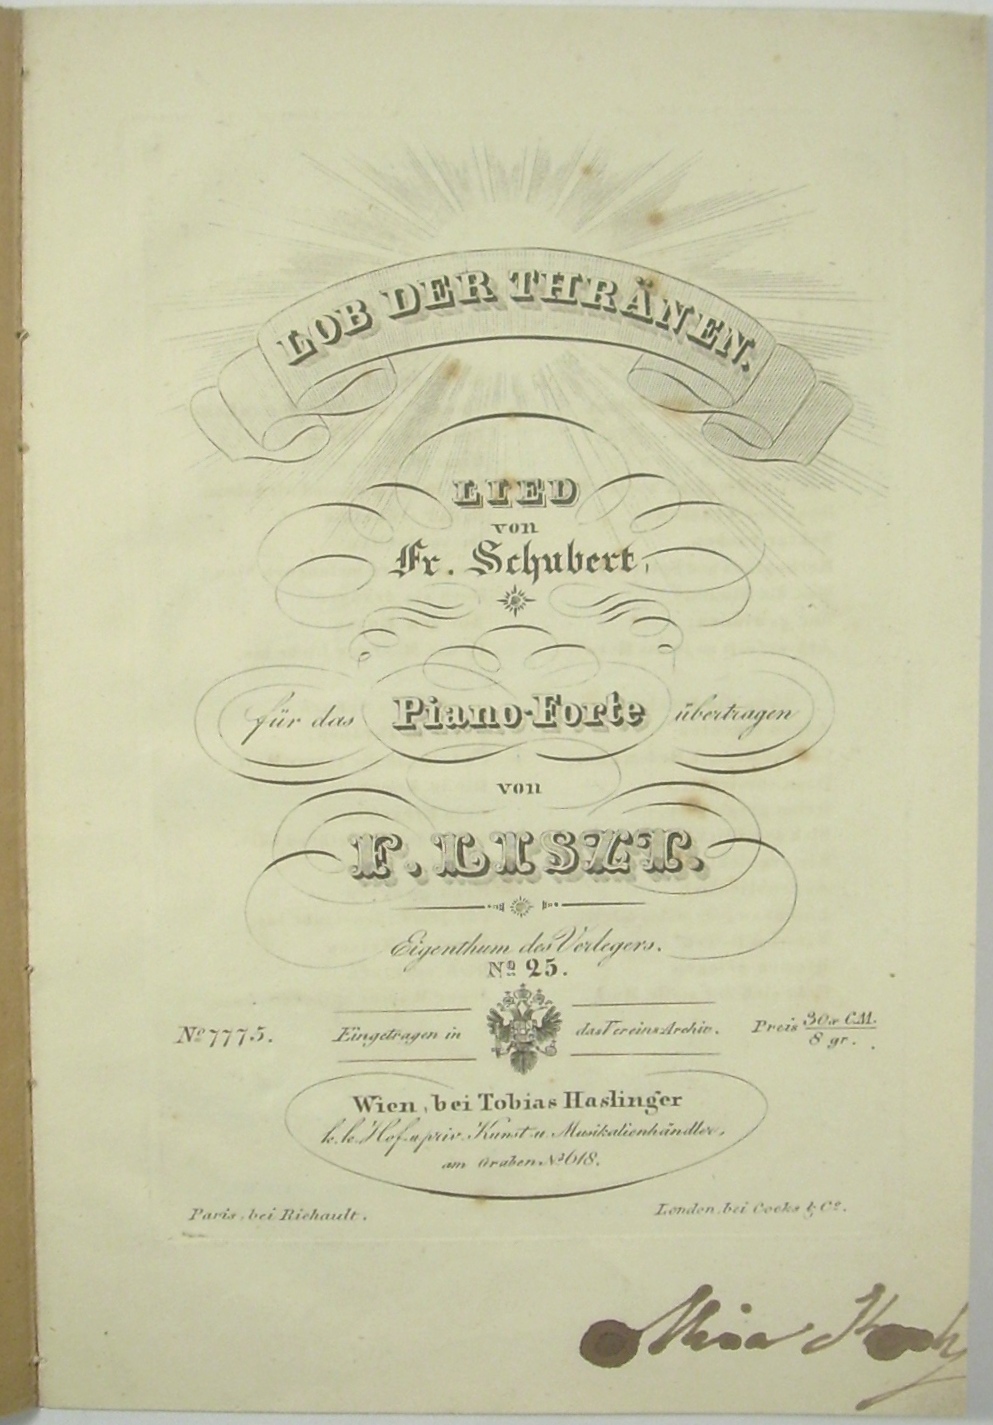 LOB DER THRÄNEN.
LIED
von
Fr. Schubert,
für das Piano-Forte übertragen
von
F. LISZT.
Eigenthum des Verlegers.
No 25.
No 7775. Eingetragen in das Vereins Archiv. Preis 30 x C.M.
8 gr.
Wien, bei Tobias Haslinger
k. k. Hof- u. priv. Kunst- u. Musikalienhändler,
am Graben No 618.
Paris, bei Richault. London, bei Cocks & Co.